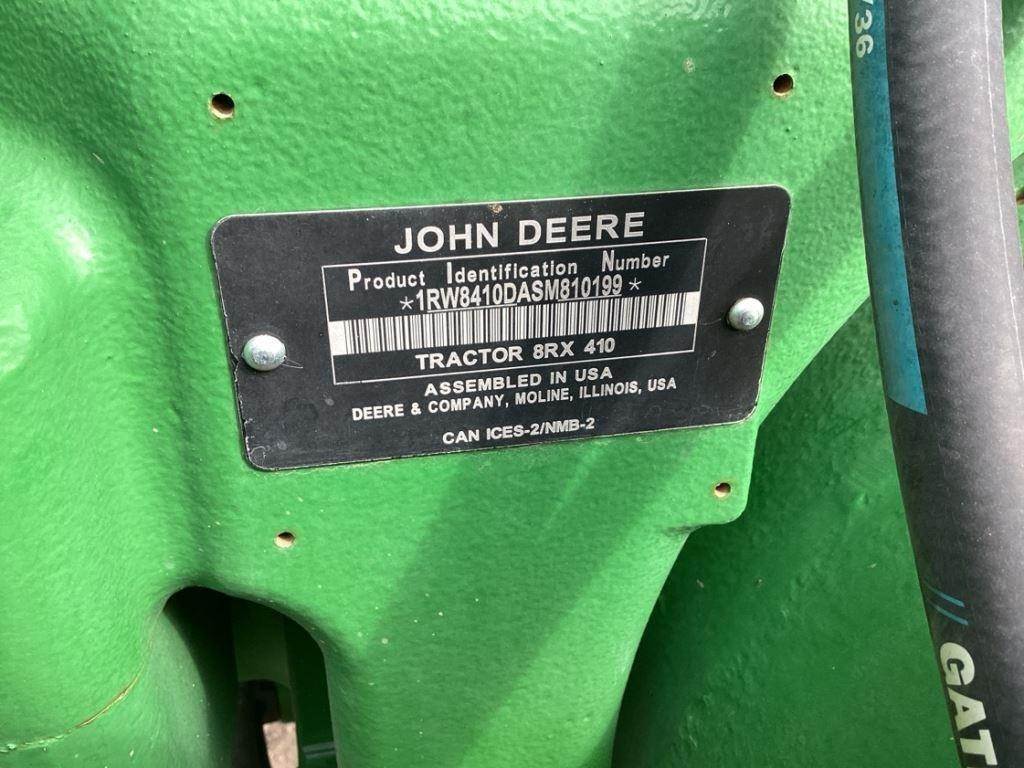 JOHN DEERE
Product Identification Number
*1RW8410DASM810199*
TRACTOR 8RX 410
ASSEMBLED IN USA
DEERE & COMPANY, MOLINE, ILLINOIS, USA
CAN ICES-2/NMB-2
/36
// GAT